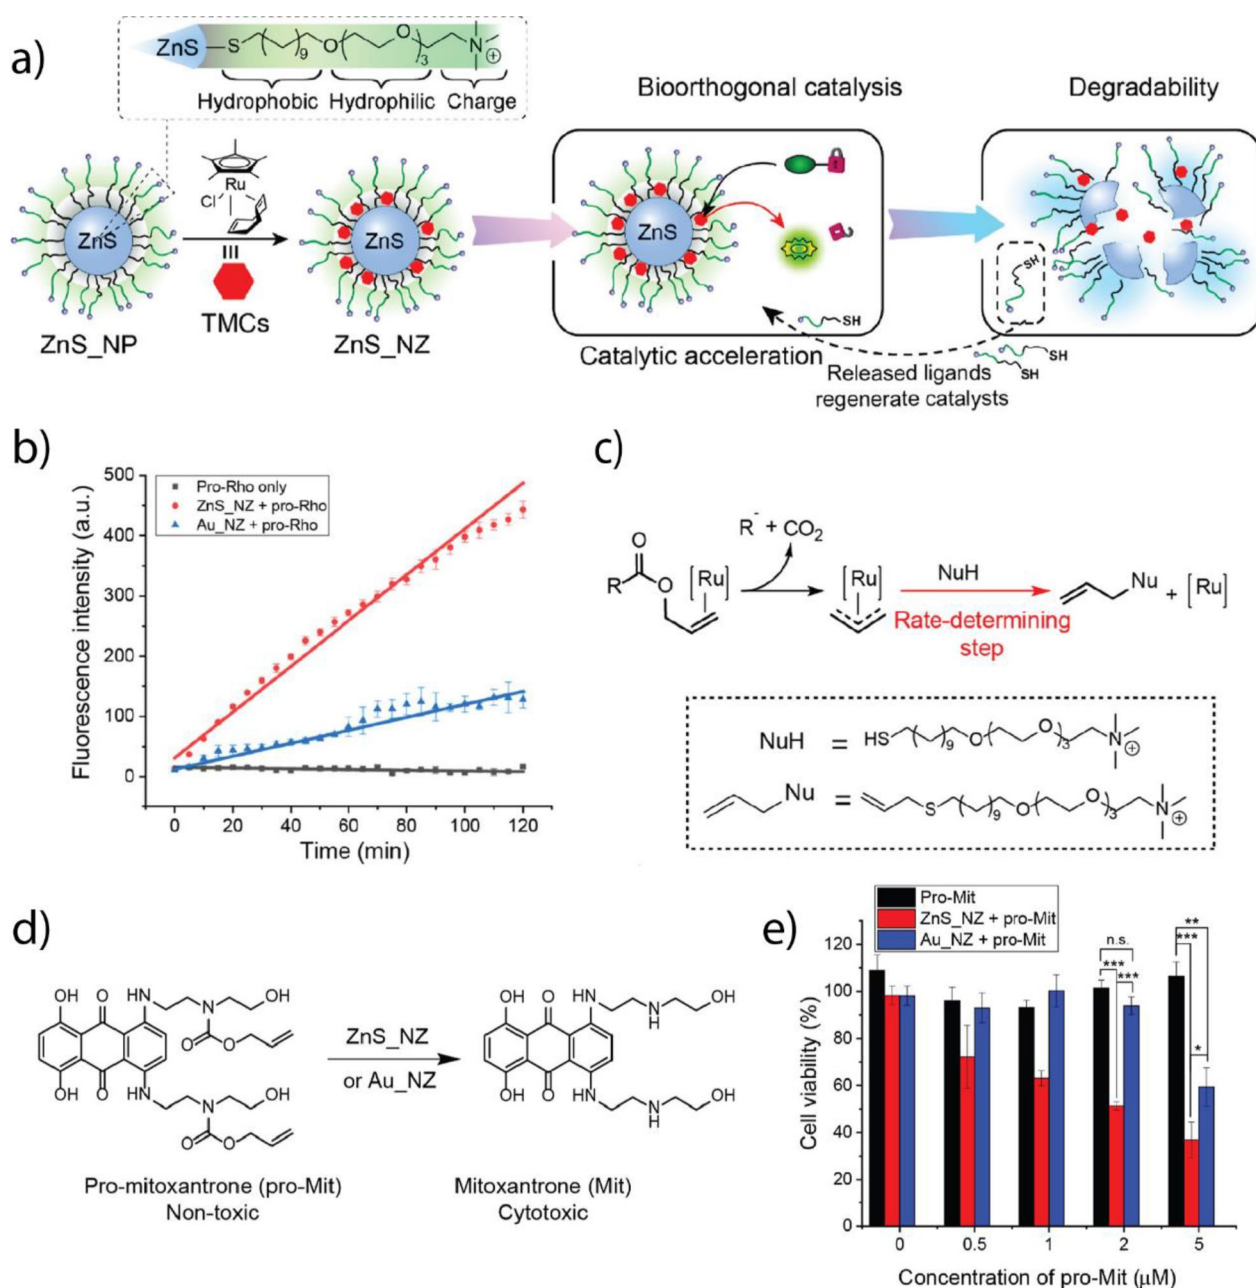 a)
ZnS
S
9
O
O
3
N
⊕
Hydrophobic
Hydrophilic
Charge
ZnS
ZnS_NP
Ru
Cl
TMCs
ZnS
ZnS_NZ
Bioorthogonal catalysis
ZnS
SH
Catalytic acceleration
Degradability
SH
SH
SH
Released ligands
regenerate catalysts
b)
Fluorescence intensity (a.u.)
500
400
300
200
100
0
Pro-Rho only
ZnS_NZ + pro-Rho
Au_NZ + pro-Rho
0 20 40 60 80 100 120
Time (min)
c)
R⁻ + CO₂
O
R
O
[Ru]
[Ru]
NuH
Rate-determining
step
Nu
+ [Ru]
NuH = HS
9
O
O
3
N
⊕
Nu
=
S
9
O
O
3
N
⊕
d)
OH O HN N OH
O O
OH O HN N OH
O O
Pro-mitoxantrone (pro-Mit)
Non-toxic
ZnS_NZ
or Au_NZ
OH O HN N OH
H
OH O HN N OH
H
Mitoxantrone (Mit)
Cytotoxic
e)
Pro-Mit
ZnS_NZ + pro-Mit
Au_NZ + pro-Mit
Cell viability (%)
120
100
80
60
40
20
0
n.s.
***
***
**
***
*
0 0.5 1 2 5
Concentration of pro-Mit (μM)